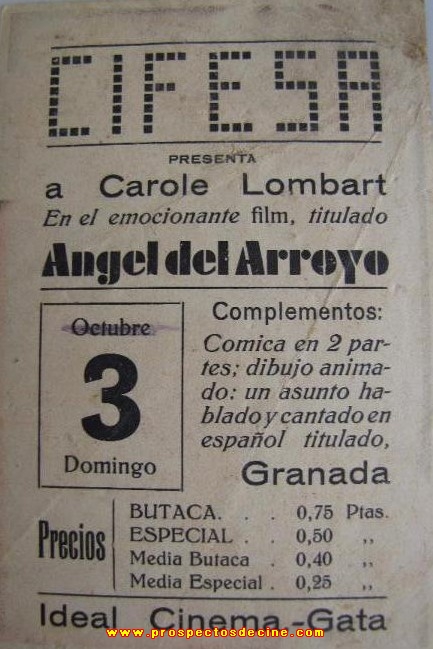 CIFESA
PRESENTA
a Carole Lombart
En el emocionante film, titulado
Angel del Arroyo
Octubre
3
Domingo
Complementos:
Comica en 2 par-
tes; dibujo anima-
do: un asunto ha-
blado y cantado en
español titulado,
Granada
Precios
BUTACA. . . 0,75 Ptas.
ESPECIAL . . 0,50 „
Media Butaca . 0,40 „
Media Especial . 0,25 „
Ideal Cinema.-Gata
www.prospectosdecine.com